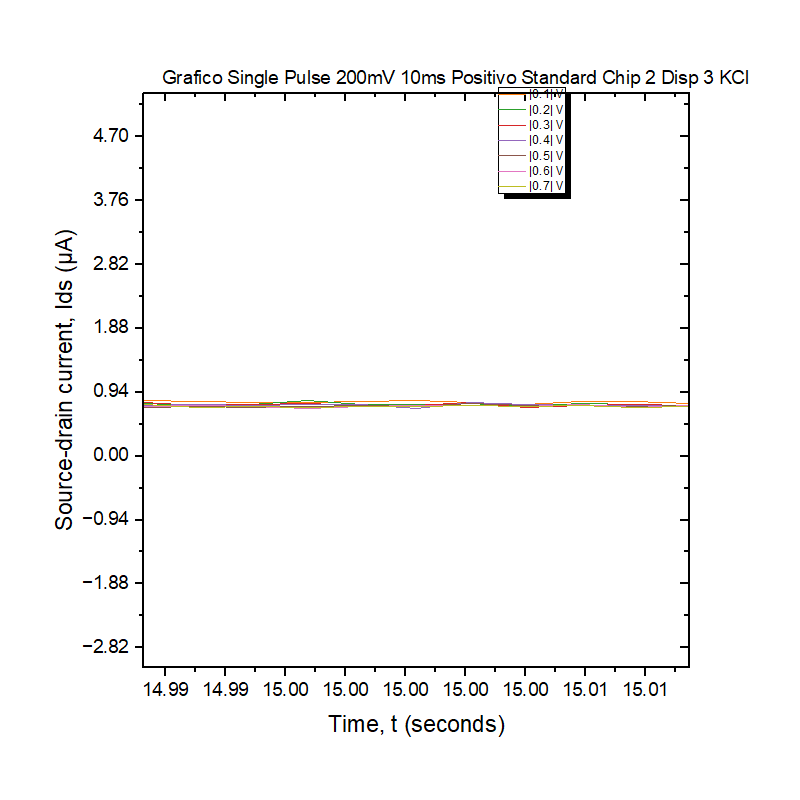 Grafico Single Pulse 200mV 10ms Positivo Standard Chip 2 Disp 3 KCl
|0.1| V
|0.2| V
|0.3| V
|0.4| V
|0.5| V
|0.6| V
|0.7| V
4.70
3.76
2.82
1.88
0.94
0.00
−0.94
−1.88
−2.82
Source-drain current, Ids (µA)
14.99 14.99 15.00 15.00 15.00 15.00 15.00 15.01 15.01
Time, t (seconds)